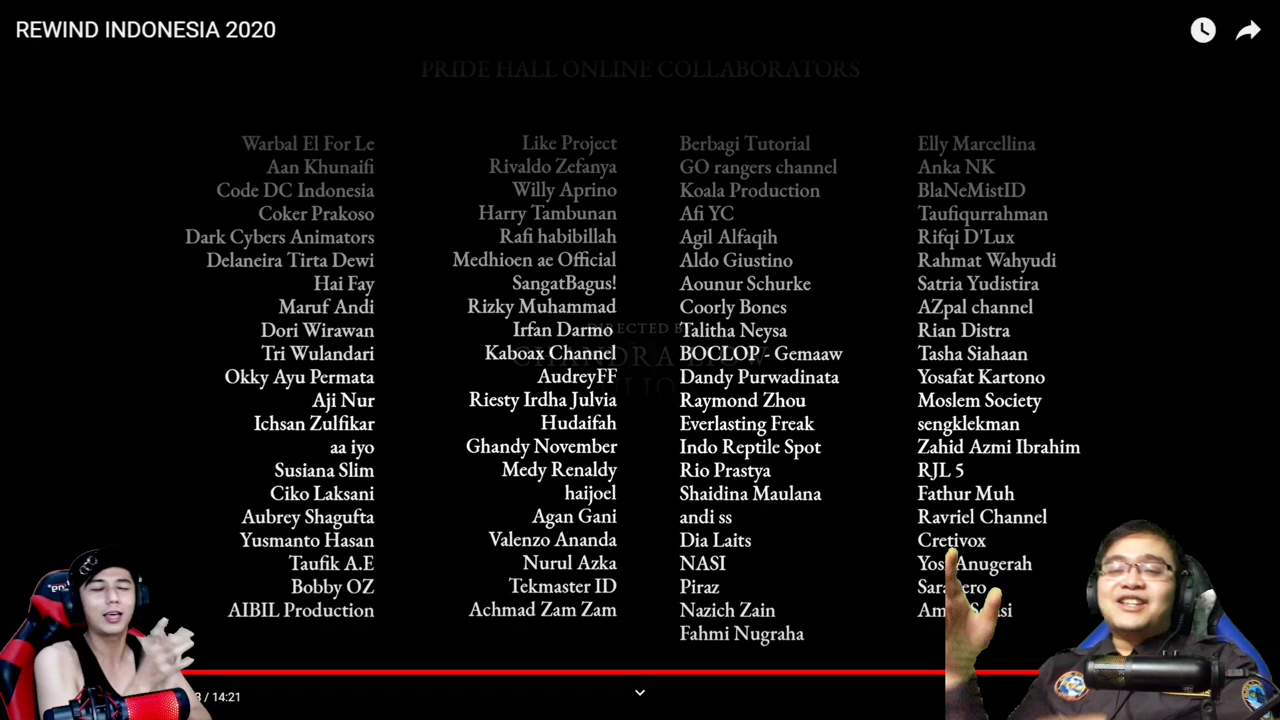 REWIND INDONESIA 2020
PRIDE HALL ONLINE COLLABORATORS
Warbal El For Le
Aan Khunaifi
Code DC Indonesia
Coker Prakoso
Dark Cybers Animators
Delaneira Tirta Dewi
Hai Fay
Maruf Andi
Dori Wirawan
Tri Wulandari
Okky Ayu Permata
Aji Nur
Ichsan Zulfikar
aa iyo
Susiana Slim
Ciko Laksani
Aubrey Shagufta
Yusmanto Hasan
Taufik A.E
Bobby OZ
AIBIL Production
Like Project
Rivaldo Zefanya
Willy Aprino
Harry Tambunan
Rafi habibillah
Medhioen ae Official
SangatBagus!
Rizky Muhammad
Irfan Darmo
Kaboax Channel
AudreyFF
Riesty Irdha Julvia
Hudaifah
Ghandy November
Medy Renaldy
haijoel
Agan Gani
Valenzo Ananda
Nurul Azka
Tekmaster ID
Achmad Zam Zam
Berbagi Tutorial
GO rangers channel
Koala Production
Afi YC
Agil Alfaqih
Aldo Giustino
Aounur Schurke
Coorly Bones
Talitha Neysa
BOCLOP - Gemaaw
Dandy Purwadinata
Raymond Zhou
Everlasting Freak
Indo Reptile Spot
Rio Prastya
Shaidina Maulana
andi ss
Dia Laits
NASI
Piraz
Nazich Zain
Fahmi Nugraha
Elly Marcellina
Anka NK
BlaNeMistID
Taufiqurrahman
Rifqi D'Lux
Rahmat Wahyudi
Satria Yudistira
AZpal channel
Rian Distra
Tasha Siahaan
Yosafat Kartono
Moslem Society
sengklekman
Zahid Azmi Ibrahim
RJL 5
Fathur Muh
Ravriel Channel
Cretivox
Anugerah
DIRECTED B
CHANDRA
/ 14:21